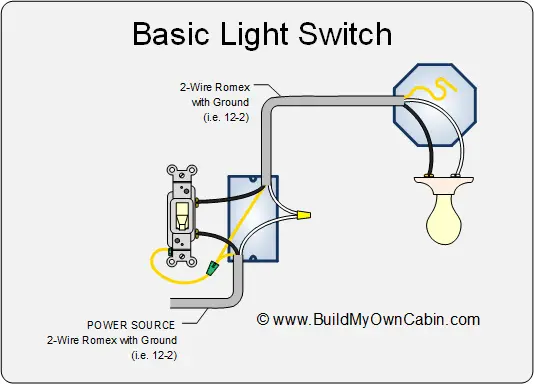 Basic Light Switch
2-Wire Romex
with Ground
(i.e. 12-2)
POWER SOURCE
2-Wire Romex with Ground
(i.e. 12-2)
© www.BuildMyOwnCabin.com